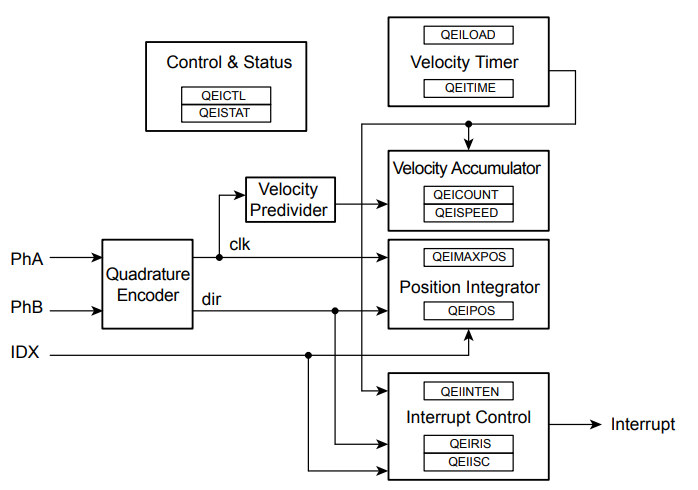 QEILOAD
Control & Status
Velocity Timer
QEICTL
QEITIME
QEISTAT
Velocity Accumulator
Velocity
Predivider
QEICOUNT
QEISPEED
clk
QEIMAXPOS
PhA
Quadrature
Encoder
Position Integrator
dir
PhB
QEIPOS
IDX
QEIINTEN
Interrupt Control
Interrupt
QEIRIS
QEIISC